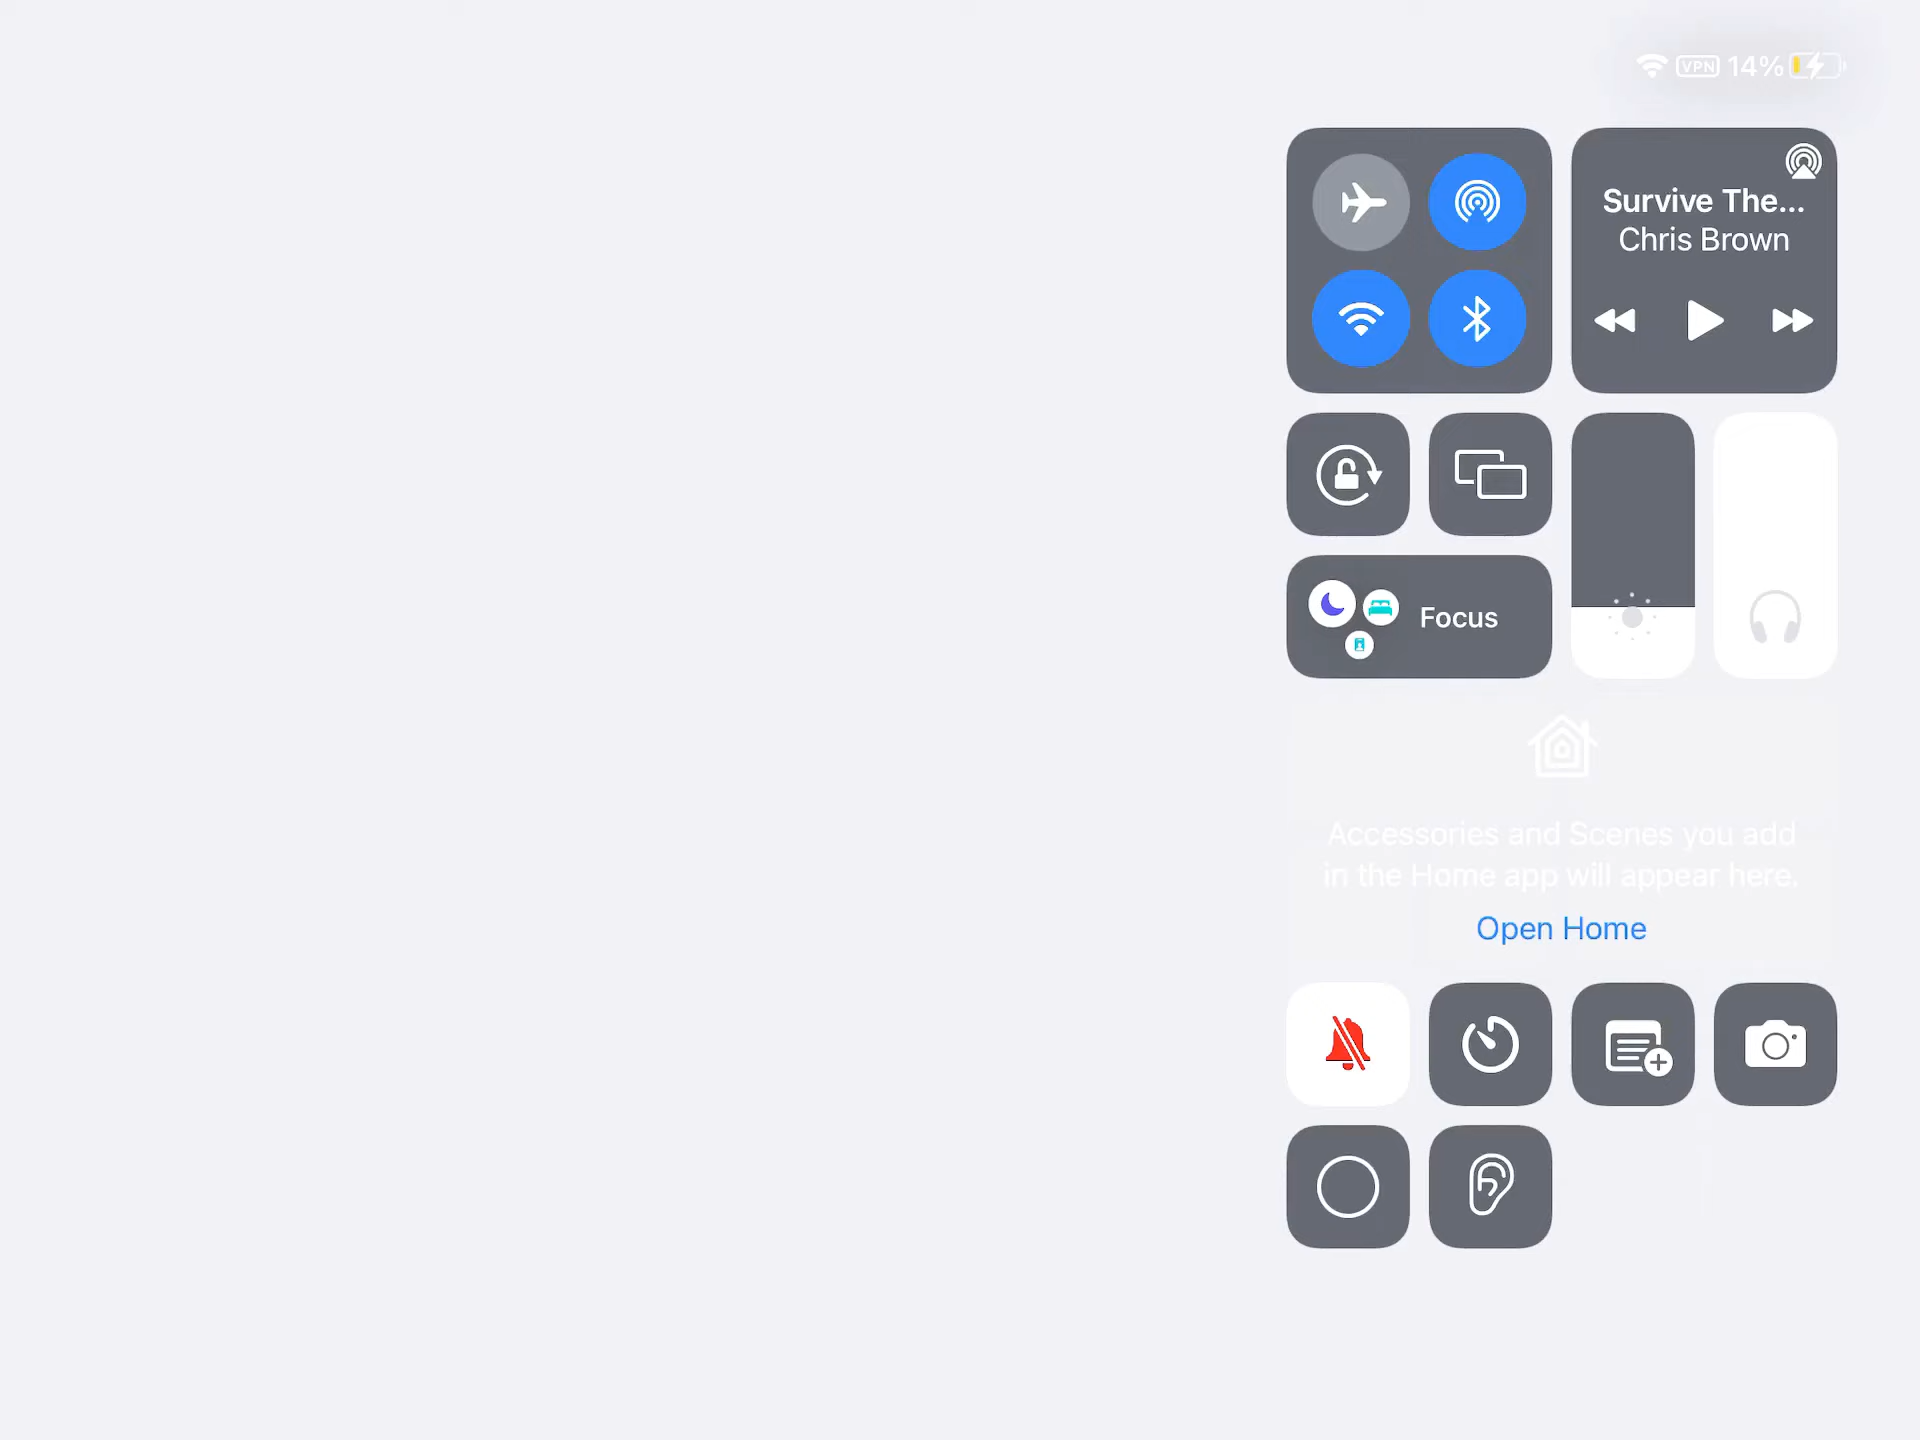 VPN 14%
Survive The...
Chris Brown
Focus
Accessories and Scenes you add
in the Home app will appear here.
Open Home